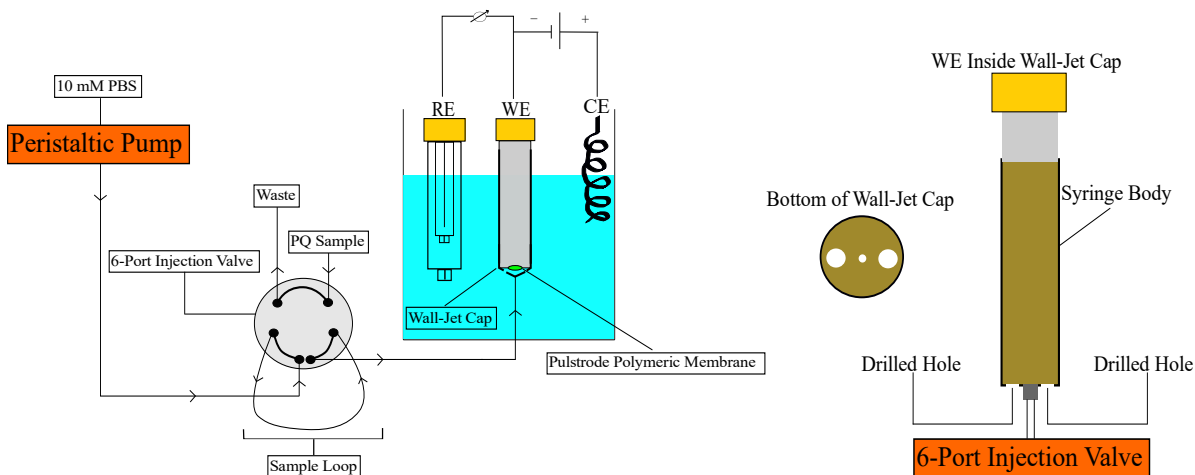 10 mM PBS
Peristaltic Pump
Waste
PQ Sample
6-Port Injection Valve
Sample Loop
− +
RE WE CE
Wall-Jet Cap
Pulstrode Polymeric Membrane
WE Inside Wall-Jet Cap
Bottom of Wall-Jet Cap
Syringe Body
Drilled Hole
Drilled Hole
6-Port Injection Valve